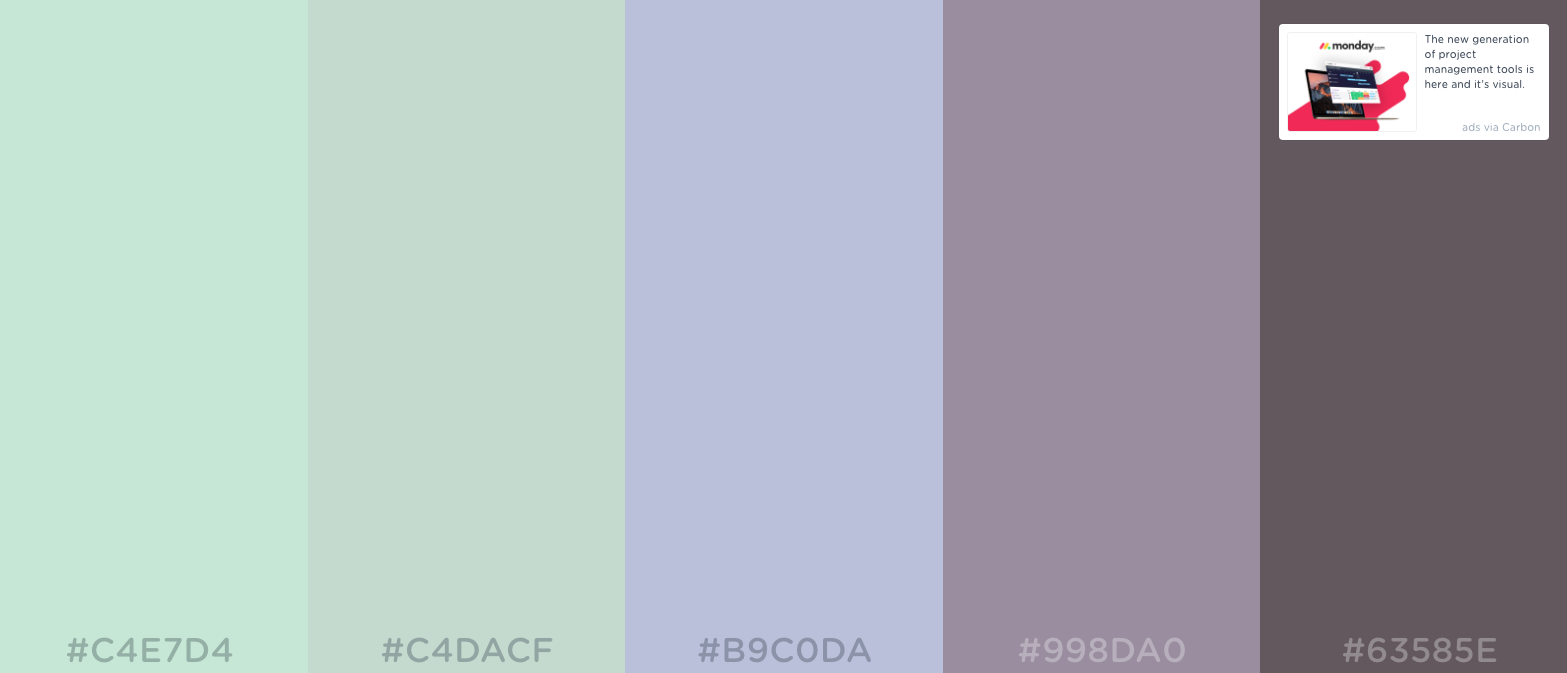 monday.com
The new generation
of project
management tools is
here and it's visual.
ads via Carbon
#C4E7D4
#C4DACF
#B9C0DA
#998DA0
#63585E